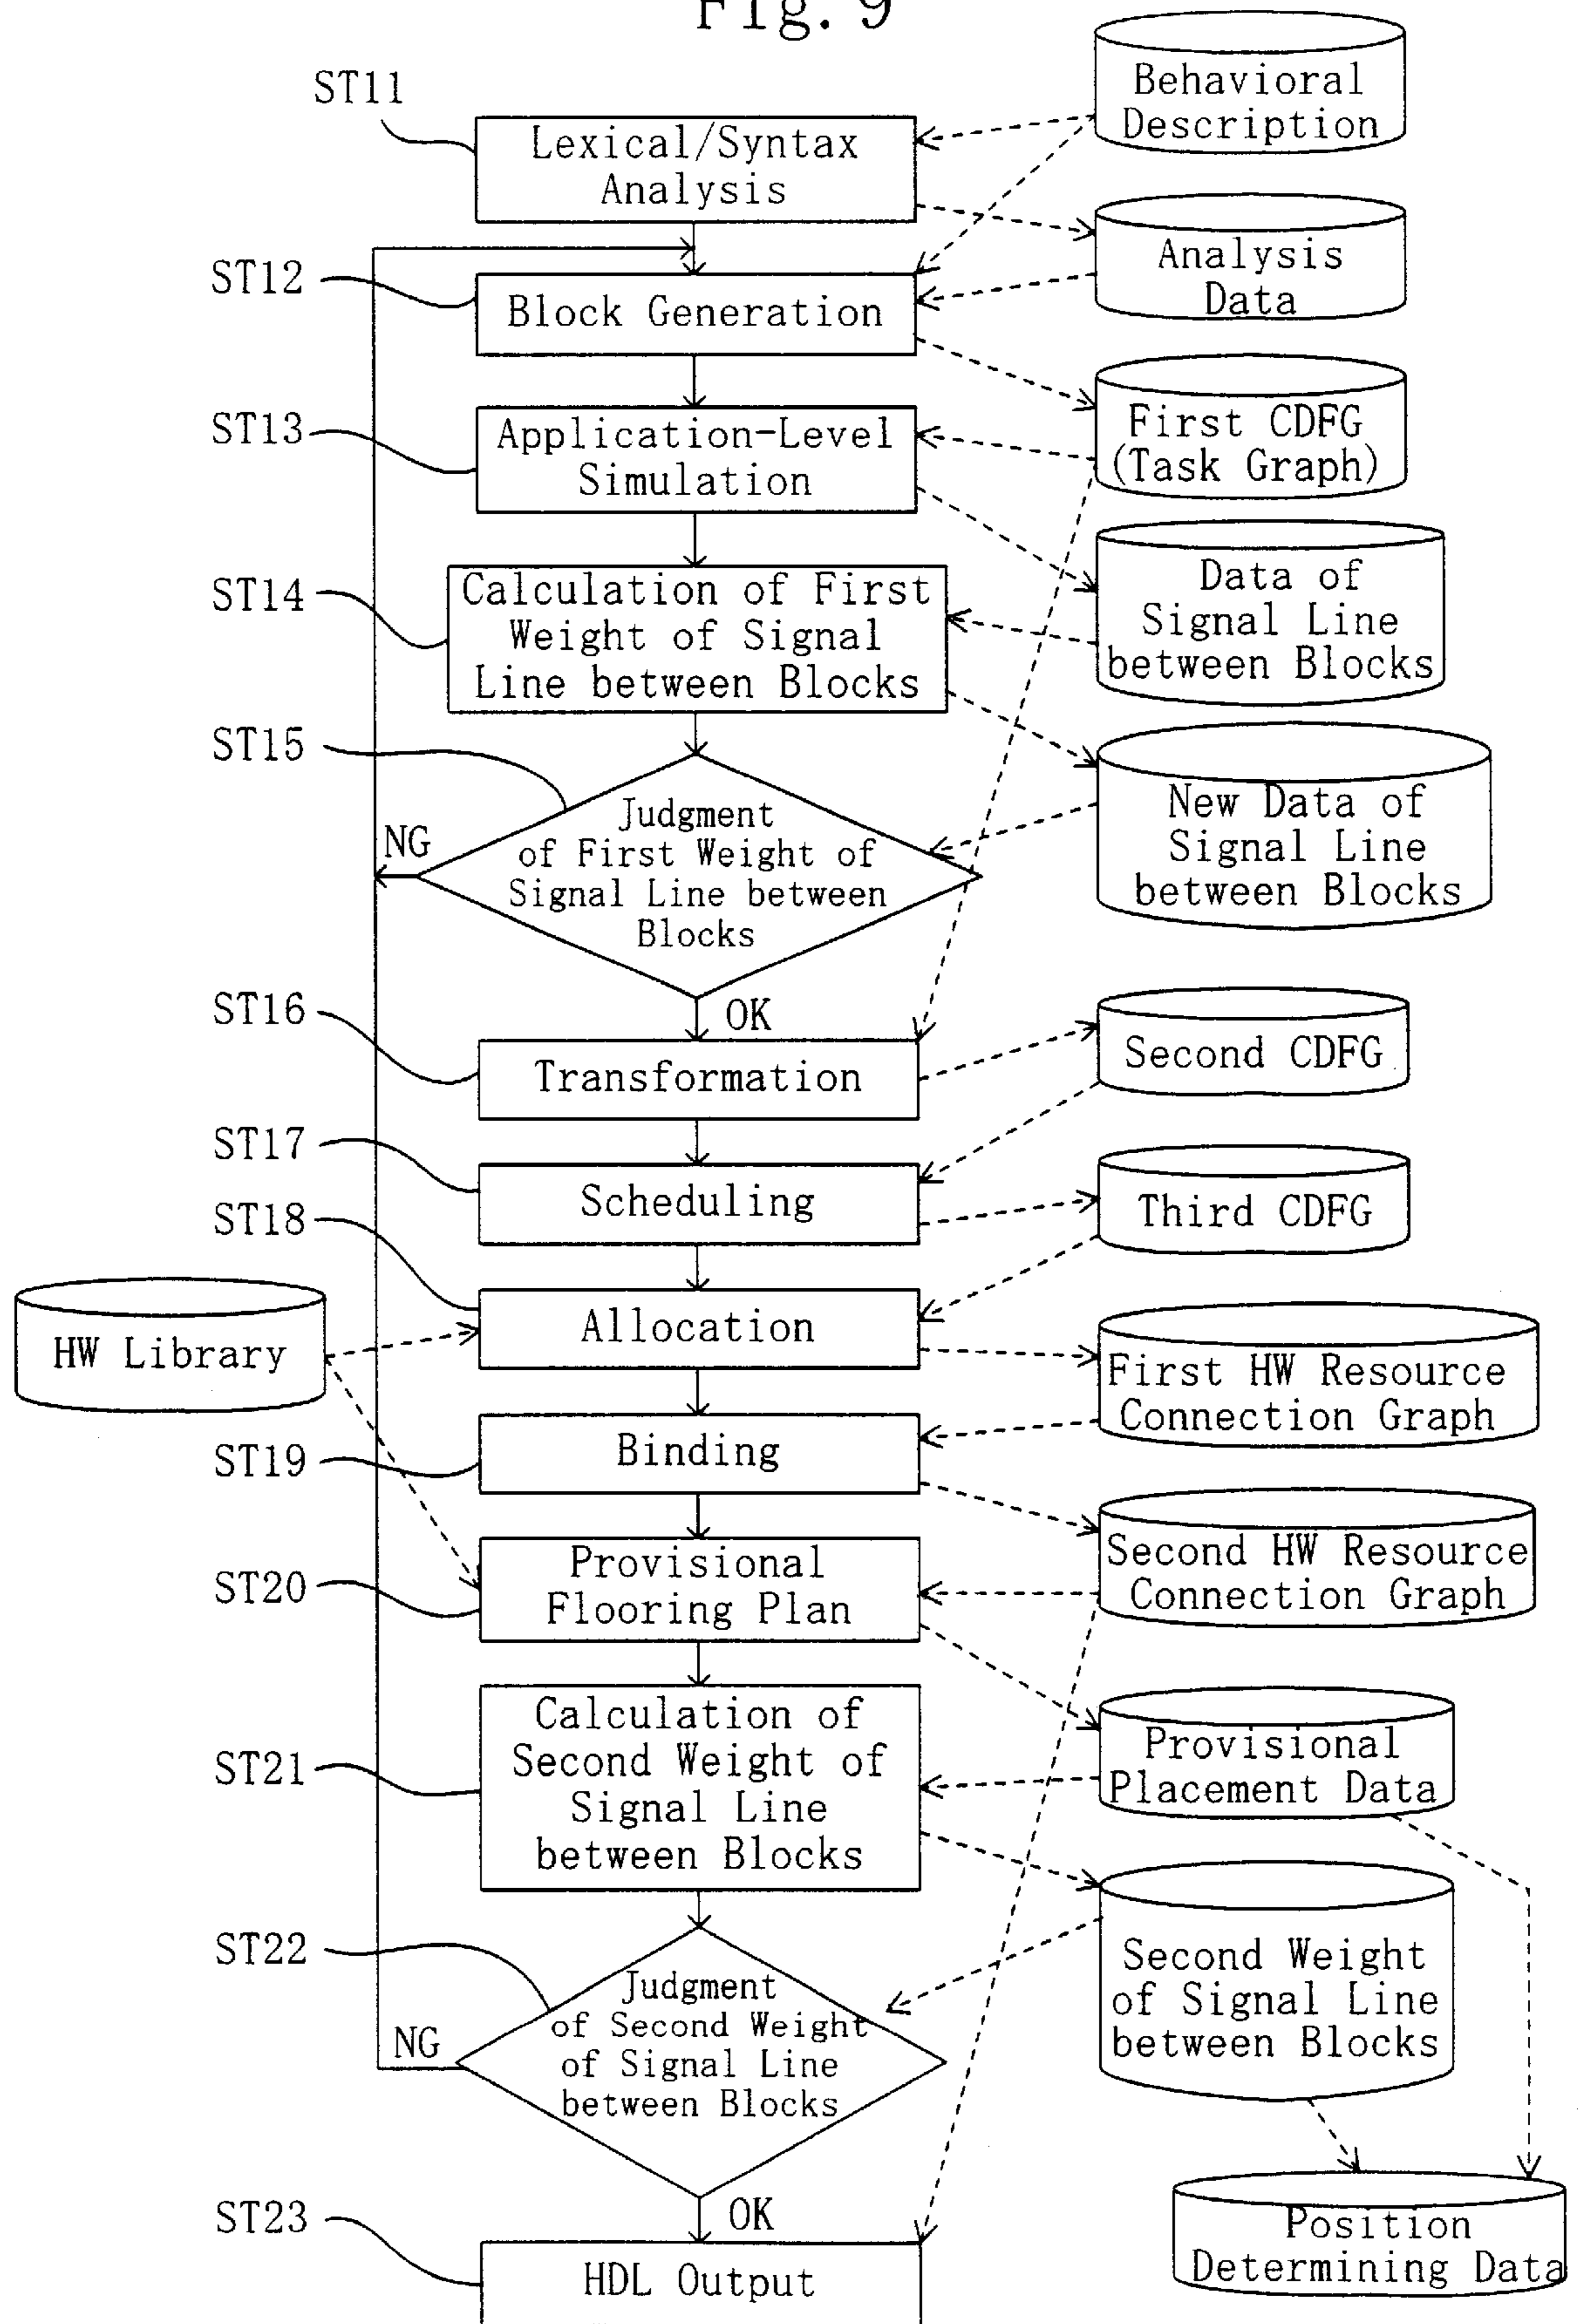 Fig. 9
ST11
Lexical/Syntax
Analysis
Behavioral
Description
Analysis
Data
ST12
Block Generation
First CDFG
(Task Graph)
ST13
Application-Level
Simulation
Data of
Signal Line
between Blocks
ST14
Calculation of First
Weight of Signal
Line between Blocks
New Data of
Signal Line
between Blocks
ST15
Judgment
of First Weight of
Signal Line between
Blocks
NG
OK
ST16
Transformation
Second CDFG
ST17
Scheduling
Third CDFG
ST18
Allocation
HW Library
First HW Resource
Connection Graph
ST19
Binding
Second HW Resource
Connection Graph
ST20
Provisional
Flooring Plan
Provisional
Placement Data
ST21
Calculation of
Second Weight of
Signal Line
between Blocks
Second Weight
of Signal Line
between Blocks
ST22
Judgment
of Second Weight
of Signal Line
between Blocks
NG
OK
Position
Determining Data
ST23
HDL Output